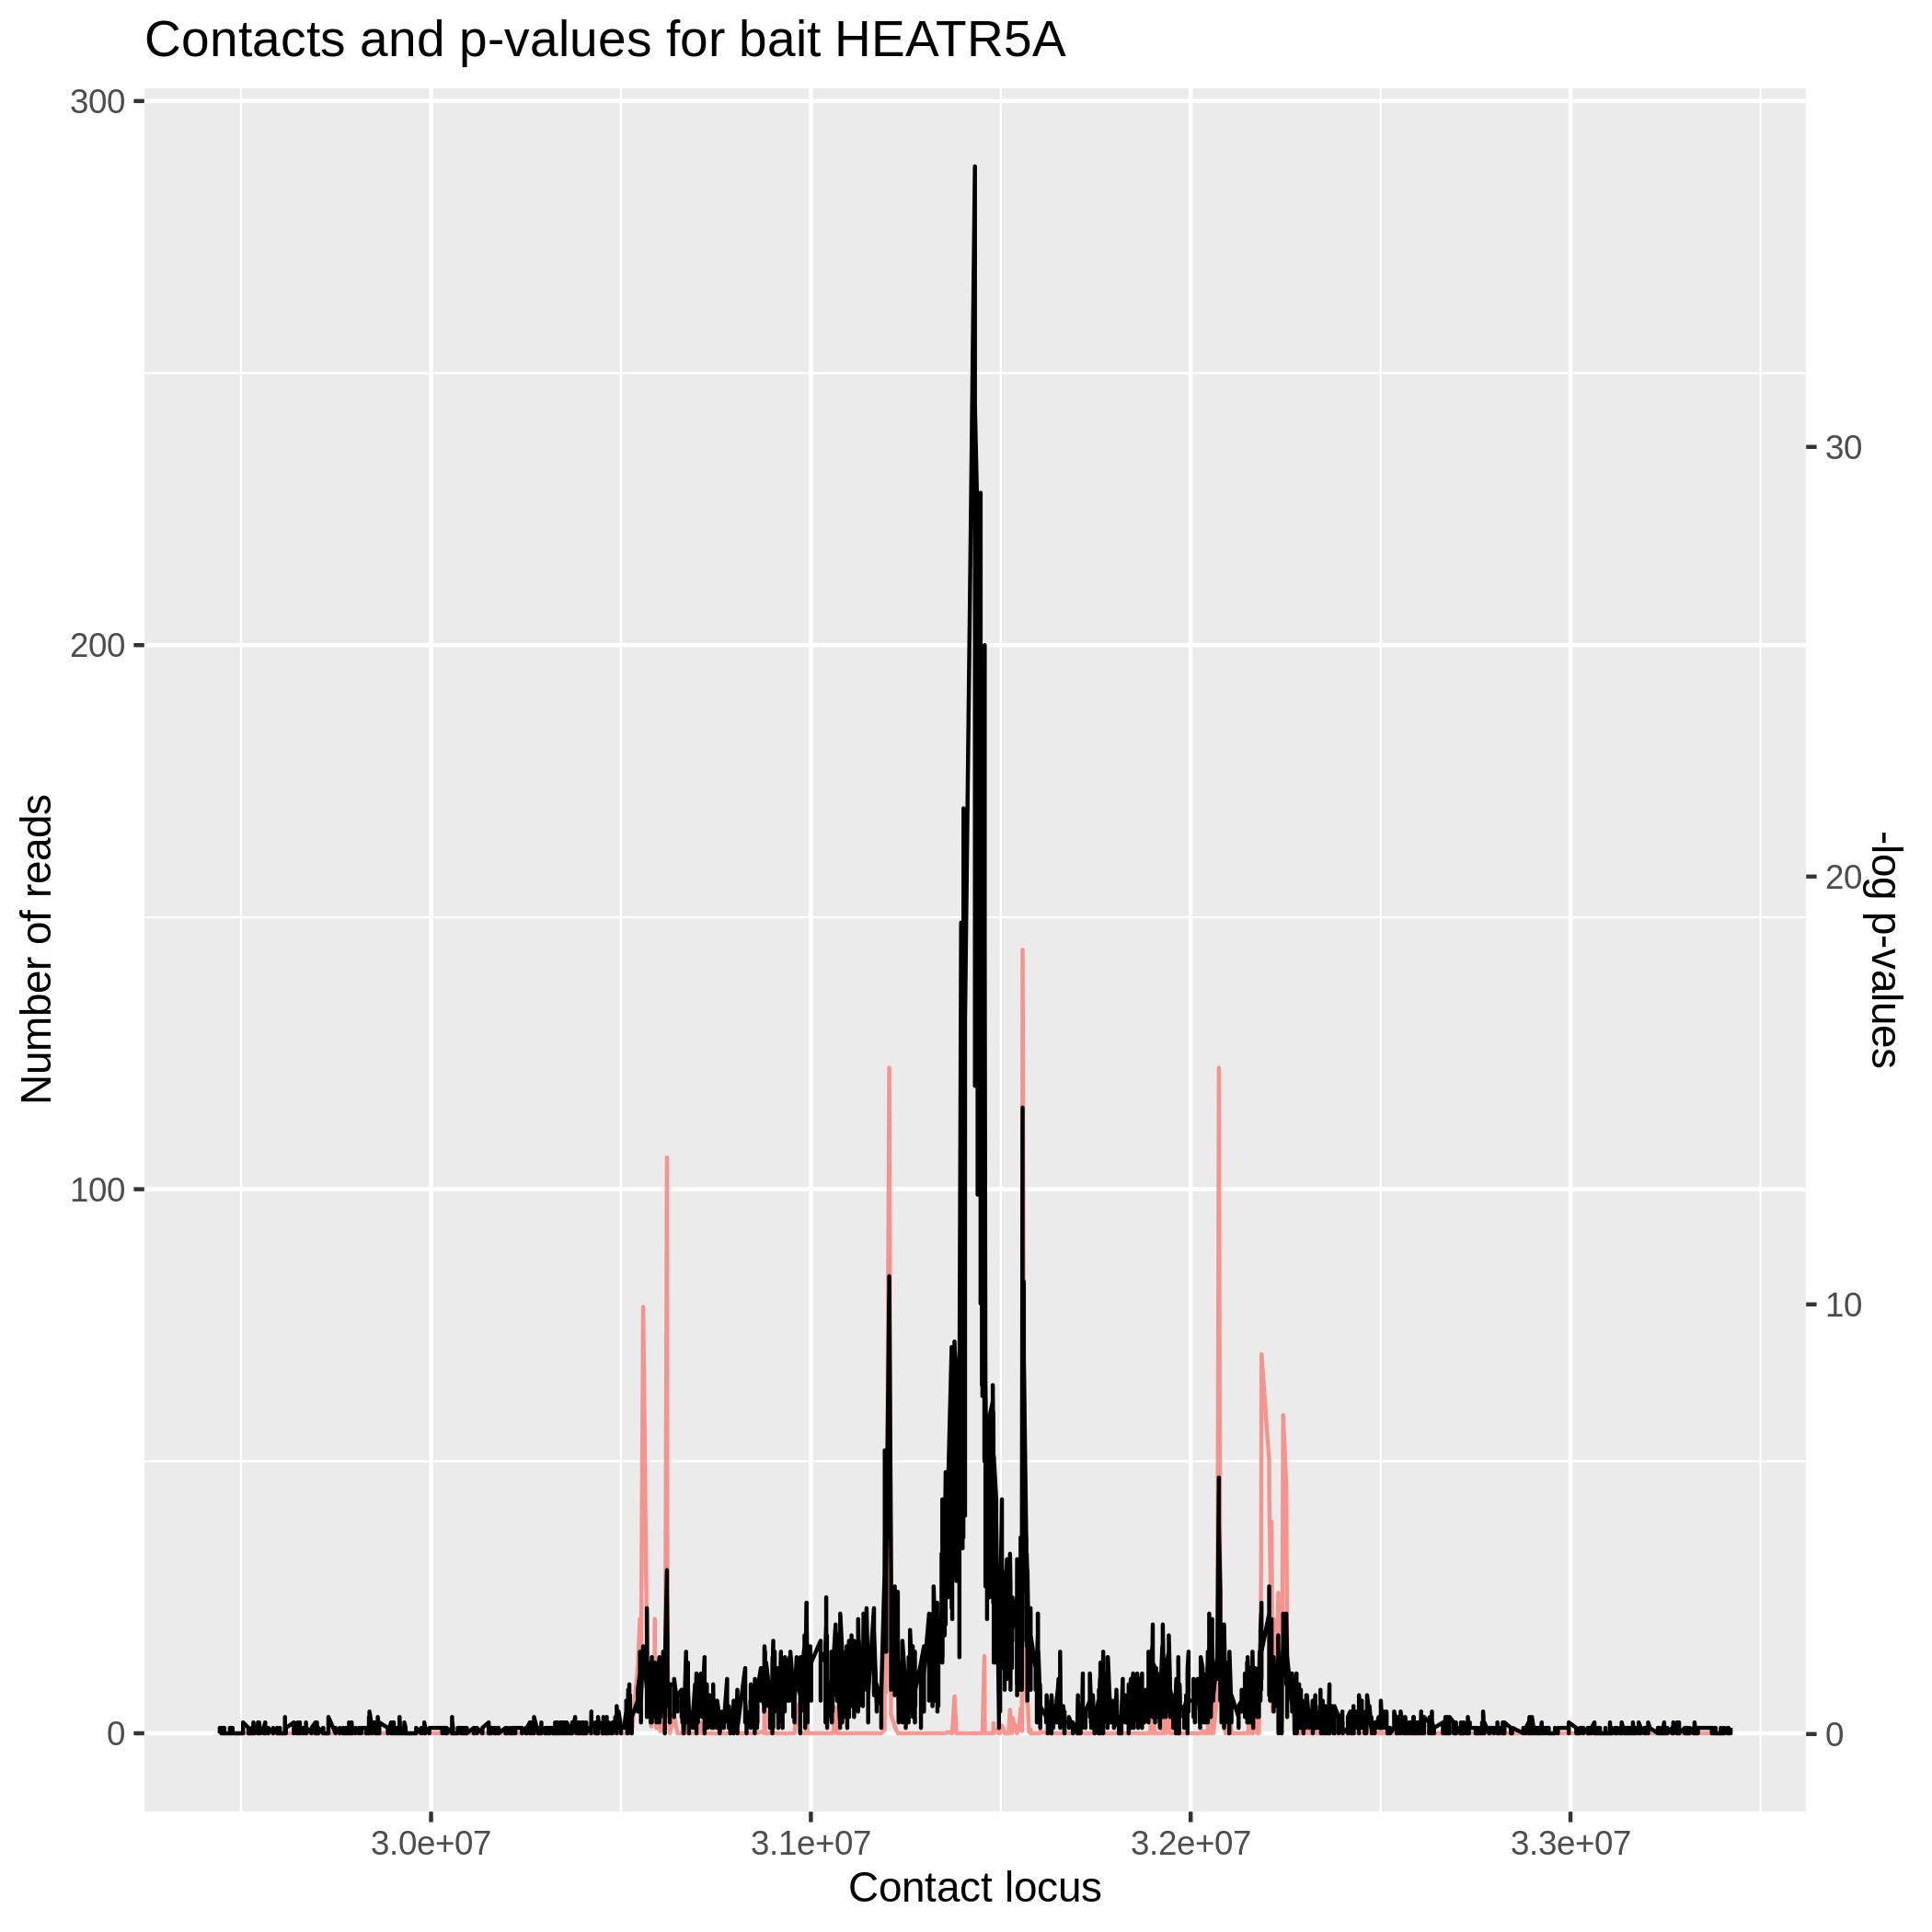 Contacts and p-values for bait HEATR5A
300
200
100
0
Number of reads
30
20
10
0
-log p-values
3.0e+07
3.1e+07
3.2e+07
3.3e+07
Contact locus